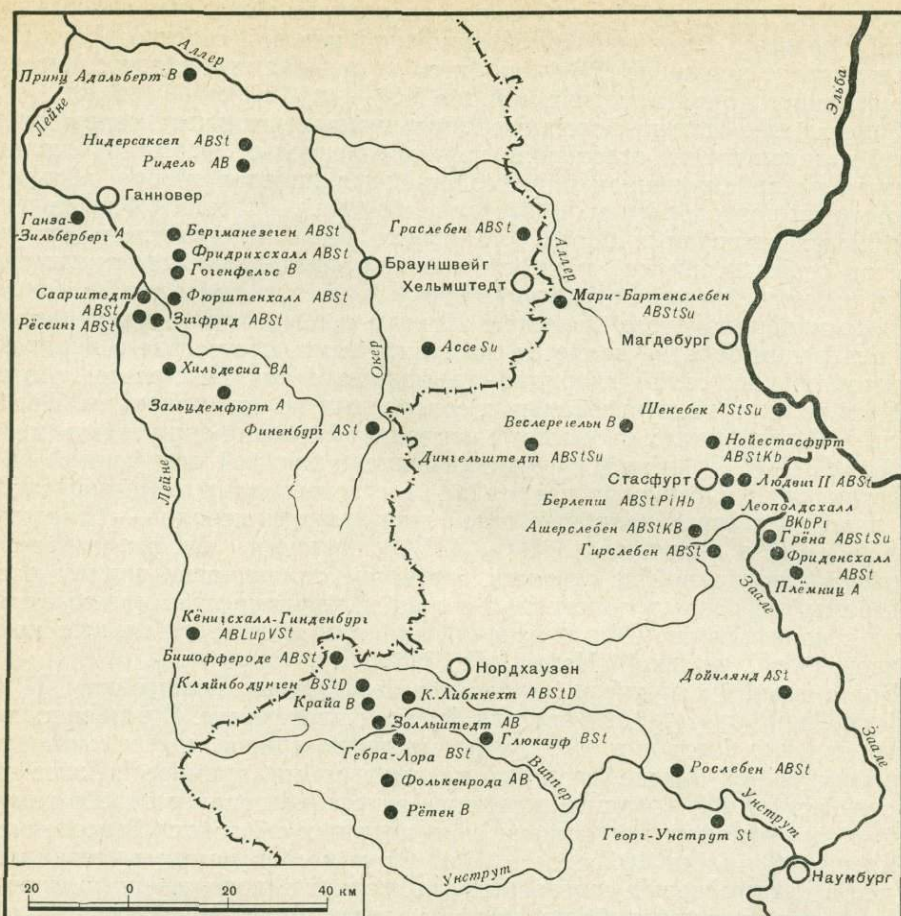 Аллер
Эльба
Принц Адальберт B
Лейне
Нидерсаксен ABSt
Ридель AB
Ганновер
Ганза-
-Зильберберг A
Бергманезеген ABSt
Граслебен ABSt
Фридрихсхалл ABSt
Аллер
Гогенфельс B
Брауншвейг
Хельмштедт
Саарштедт
ABSt
Фюрштенхалл ABSt
Мари-Бартенслебен
ABStSu
Рёссинг ABSt
Зигфрид ABSt
Магдебург
Окер
Ассе Su
Хильдесиа BA
Зальцдемфюрт A
Шенебек AStSu
Веслерегельн B
Финенбург ASt
Нойестасфурт
ABStKb
Дингельштедт
ABStSu
Лейне
Стасфурт
Людвиг II ABSt
Берлепш ABStPiHb
Леополдсхалл
BKbPi
Ашерслебен ABStKB
Грёна ABStSu
Гирслебен ABSt
Фриденсхалл
ABSt
Плёмниц A
Заале
Кёнигсхалл-Гинденбург
ABLupVSt
Бишоффероде ABSt
Нордхаузен
Дойчлянд ASt
Кляйнбодунген BStD
К. Либкнехт ABStD
Крайа B
Золльштедт AB
Заале
Глюкауф BSt
Гебра-Лора BSt
Виппер
Рослебен ABSt
Фолькенрода AB
Унструт
Рётен B
Георг-Унструт St
Унструт
Наумбург
20 0 20 40 км